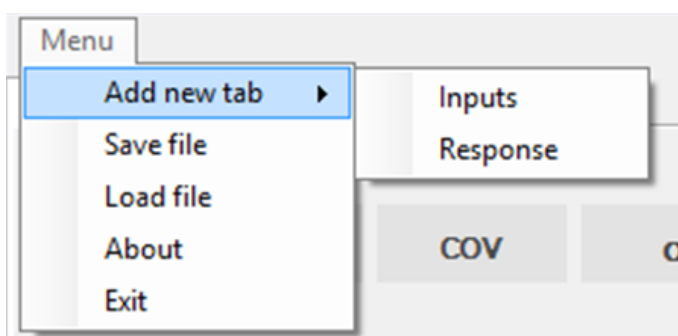 Menu
Add new tab
Inputs
Save file
Response
Load file
About
COV
Exit